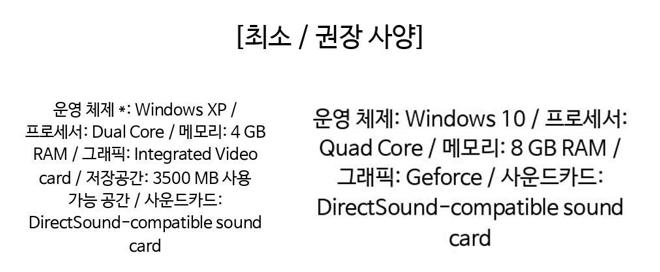 [최소 / 권장 사양]
운영 체제 *: Windows XP /
프로세서: Dual Core / 메모리: 4 GB
RAM / 그래픽: Integrated Video
card / 저장공간: 3500 MB 사용
가능 공간 / 사운드카드:
DirectSound-compatible sound
card
운영 체제: Windows 10 / 프로세서:
Quad Core / 메모리: 8 GB RAM /
그래픽: Geforce / 사운드카드:
DirectSound-compatible sound
card